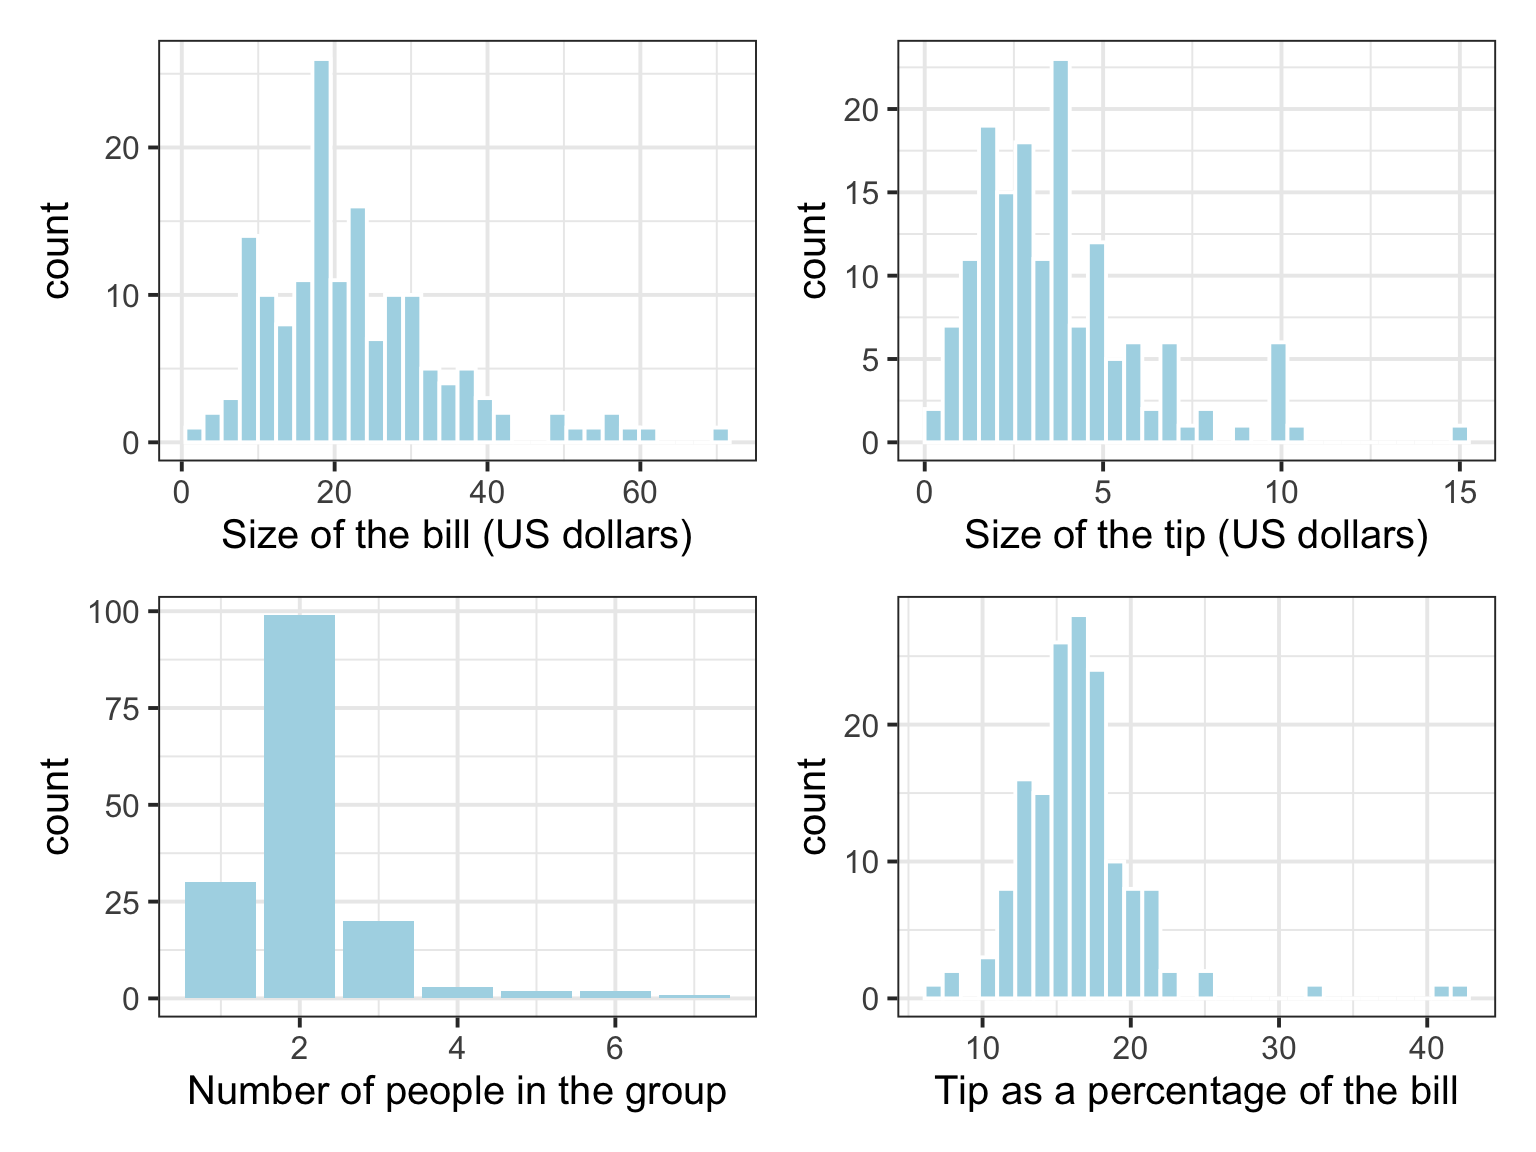 count
20
10
0
0 20 40 60
Size of the bill (US dollars)
count
20
15
10
5
0
0 5 10 15
Size of the tip (US dollars)
count
100
75
50
25
0
2 4 6
Number of people in the group
count
20
10
0
10 20 30 40
Tip as a percentage of the bill